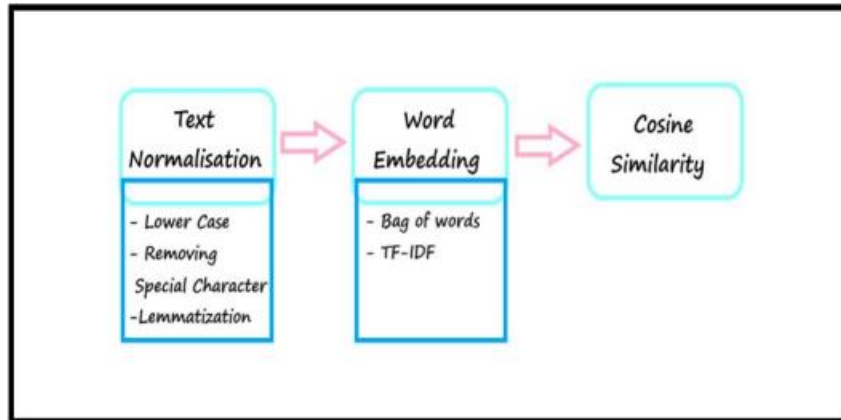 Text
Normalisation
- Lower Case
- Removing
Special Character
-Lemmatization
Word
Embedding
- Bag of words
- TF-IDF
Cosine
Similarity